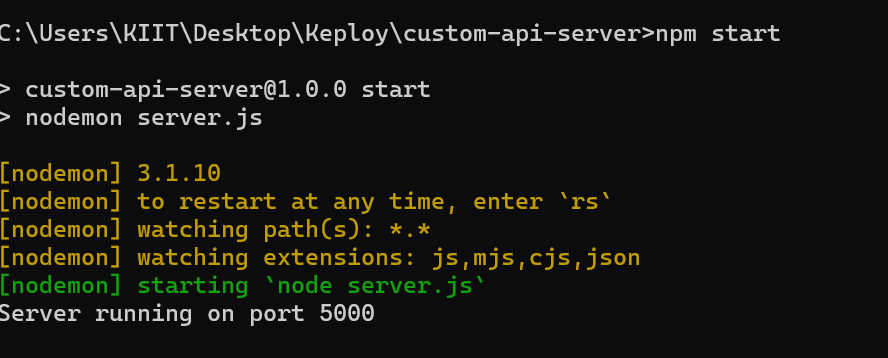 C:\Users\KIIT\Desktop\Keploy\custom-api-server>npm start
> custom-api-server@1.0.0 start
> nodemon server.js
[nodemon] 3.1.10
[nodemon] to restart at any time, enter `rs`
[nodemon] watching path(s): *.*
[nodemon] watching extensions: js,mjs,cjs,json
[nodemon] starting `node server.js`
Server running on port 5000